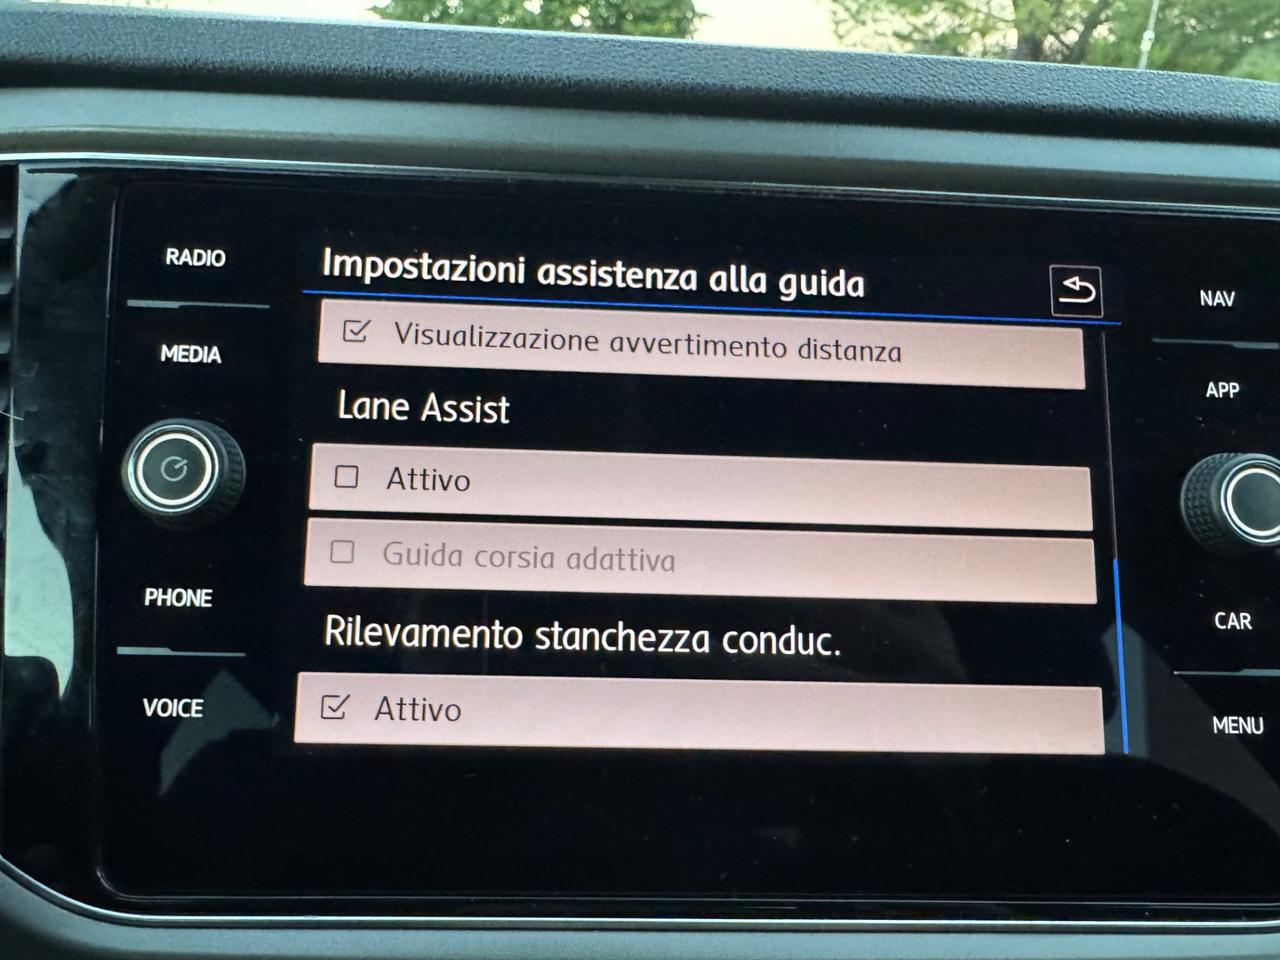 RADIO
MEDIA
PHONE
VOICE
Impostazioni assistenza alla guida
Visualizzazione avvertimento distanza
Lane Assist
Attivo
Guida corsia adattiva
Rilevamento stanchezza conduc.
Attivo
NAV
APP
CAR
MENU